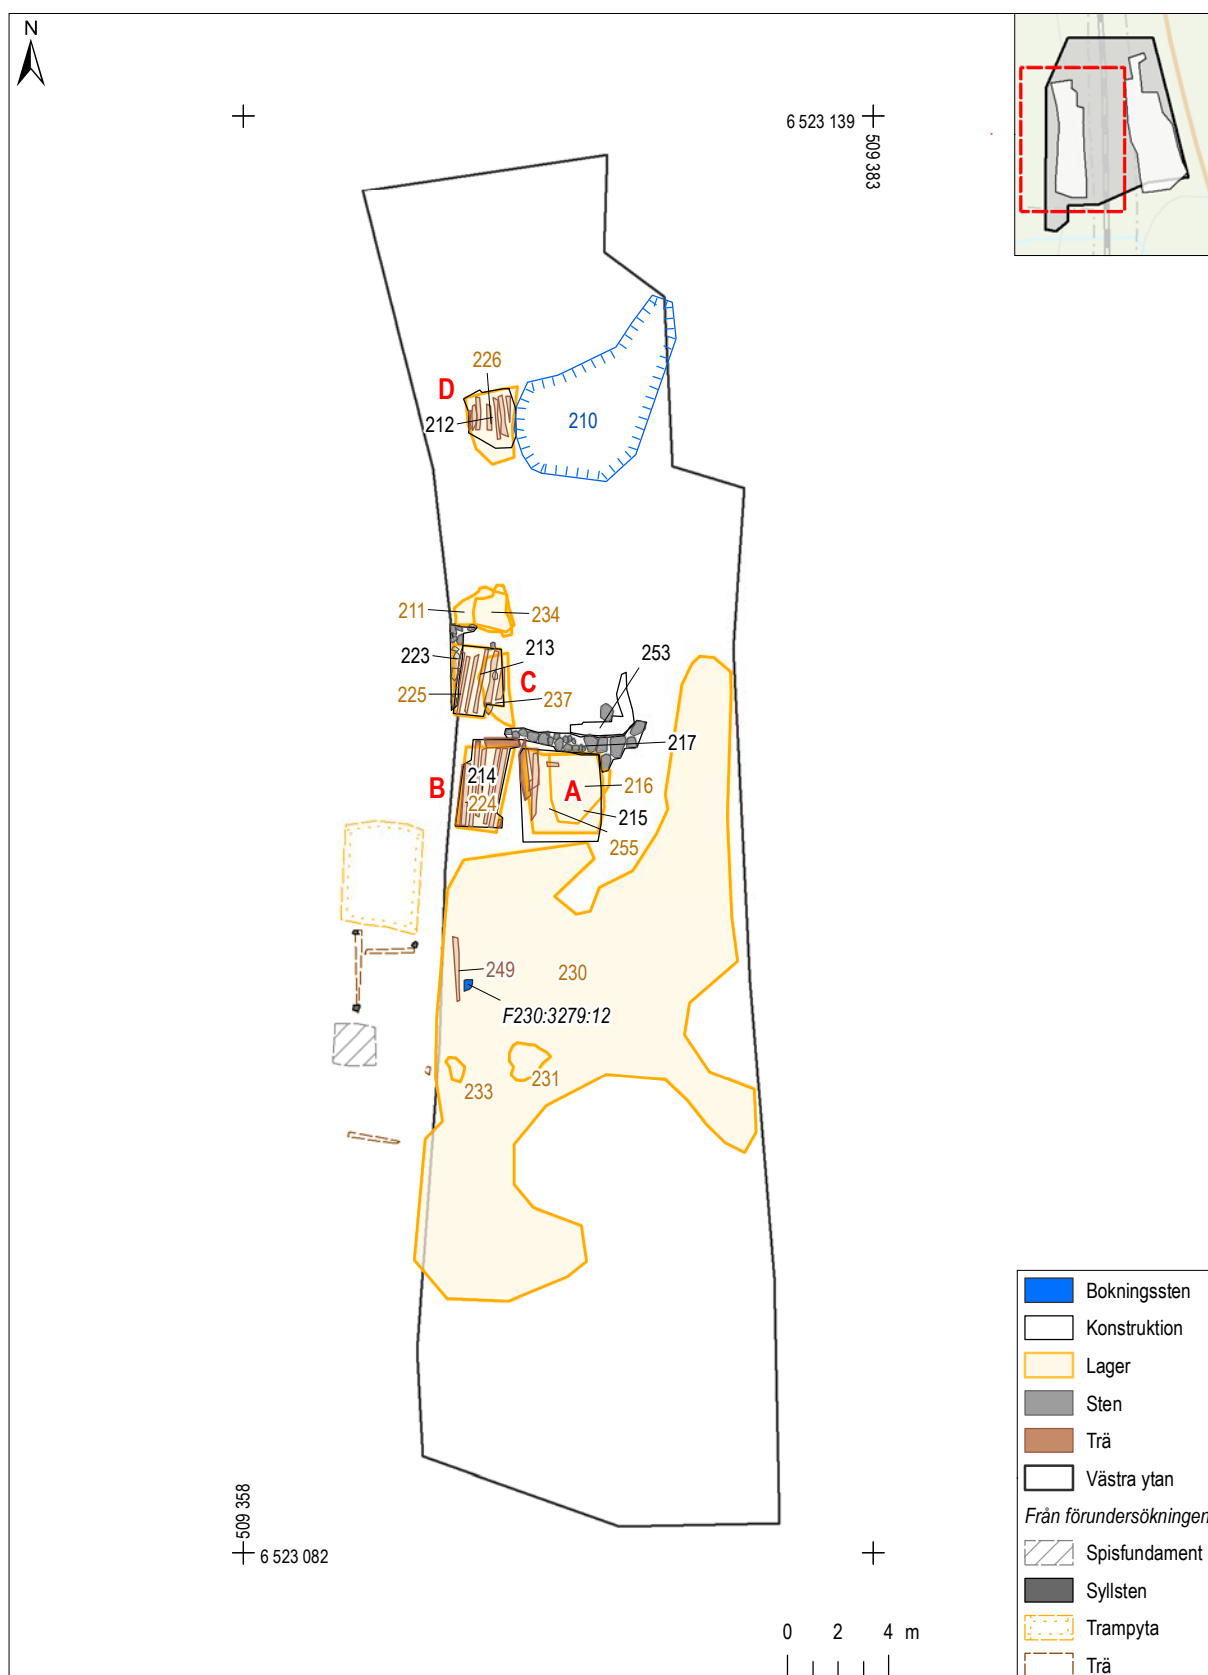 N
6 523 139
509 383
226
D
212
210
211
234
223
213
253
C
225
237
217
214
B
A
216
224
215
255
249
230
F230:3279:12
233
231
509 358
6 523 082
Bokningssten
Konstruktion
Lager
Sten
Trä
Västra ytan
Från förundersökningen
Spisfundament
Syllsten
Trampyta
Trä
0 2 4 m